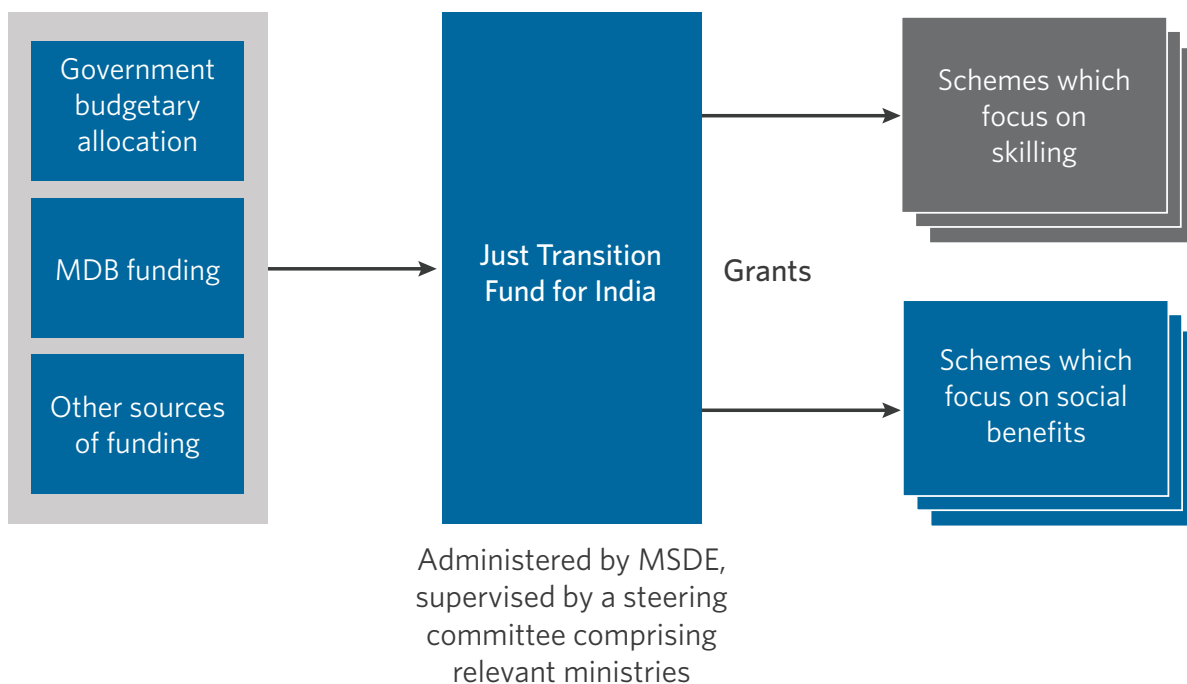 Government
budgetary
allocation
MDB funding
Other sources
of funding
Just Transition
Fund for India
Administered by MSDE,
supervised by a steering
committee comprising
relevant ministries
Grants
Schemes which
focus on
skilling
Schemes which
focus on social
benefits